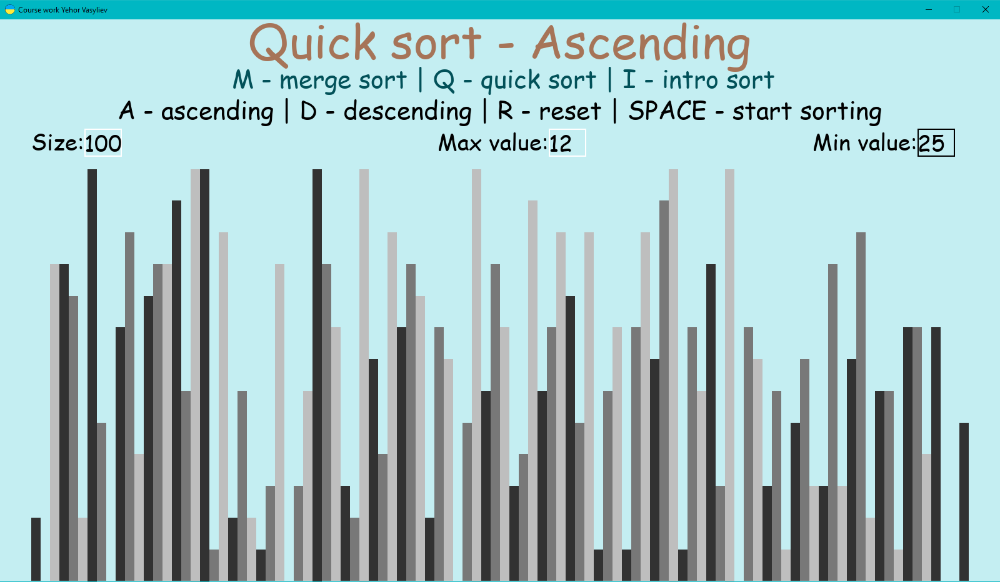 Course work Yehor Vasyliev
Quick sort - Ascending
M - merge sort | Q - quick sort | I - intro sort
A - ascending | D - descending | R - reset | SPACE - start sorting
Size:100 Max value:12 Min value:25